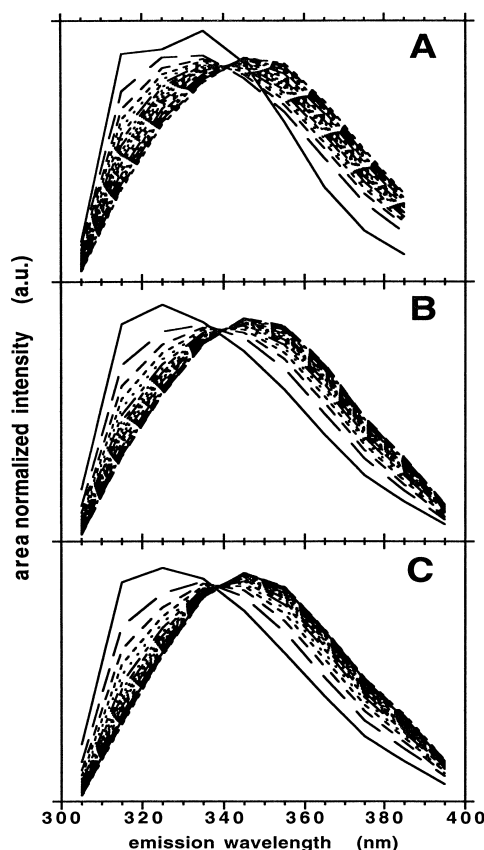 A
B
C
area normalized intensity (a.u.)
300 320 340 360 380 400
emission wavelength (nm)